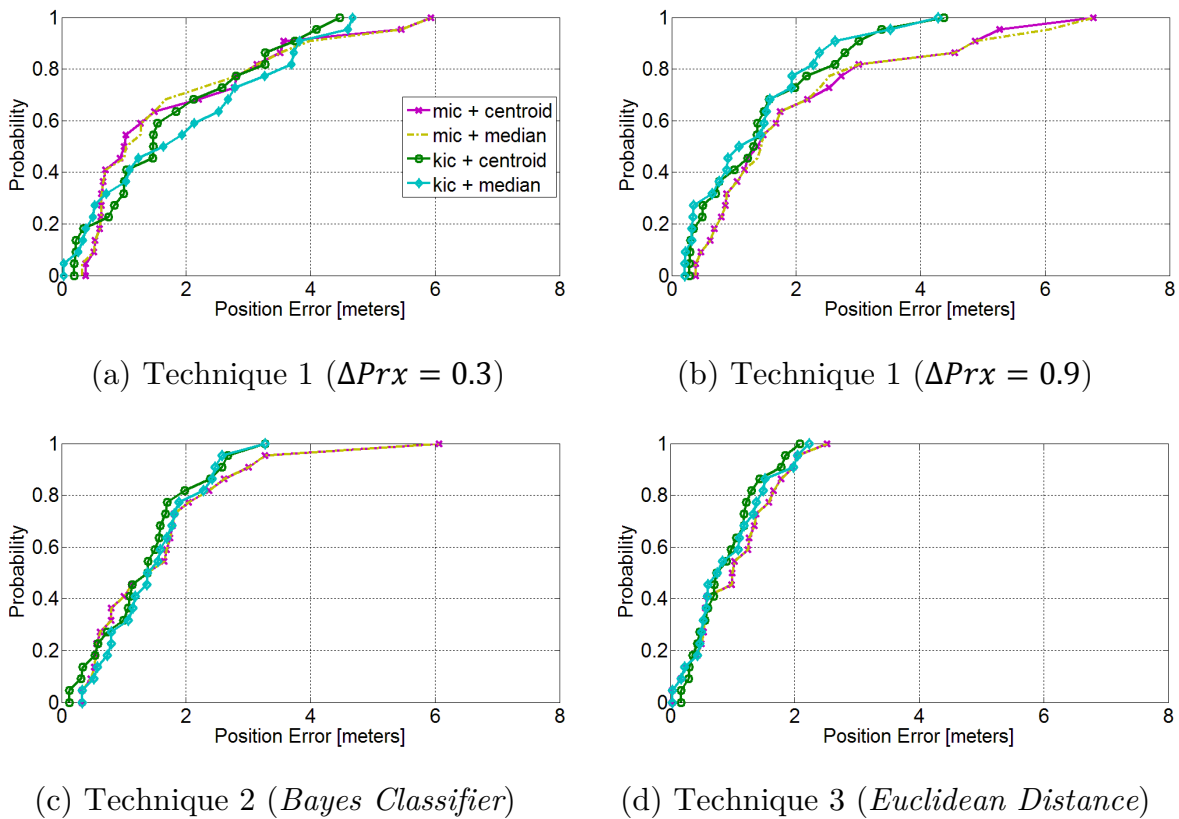 1
0.8
0.6
0.4
0.2
0
Probability
0 2 4 6 8
Position Error [meters]
mic + centroid
mic + median
kic + centroid
kic + median
(a) Technique 1 (Δ𝑃𝑟𝑥 = 0.3)
1
0.8
0.6
0.4
0.2
0
Probability
0 2 4 6 8
Position Error [meters]
(b) Technique 1 (Δ𝑃𝑟𝑥 = 0.9)
1
0.8
0.6
0.4
0.2
0
Probability
0 2 4 6 8
Position Error [meters]
(c) Technique 2 (Bayes Classifier)
1
0.8
0.6
0.4
0.2
0
Probability
0 2 4 6 8
Position Error [meters]
(d) Technique 3 (Euclidean Distance)